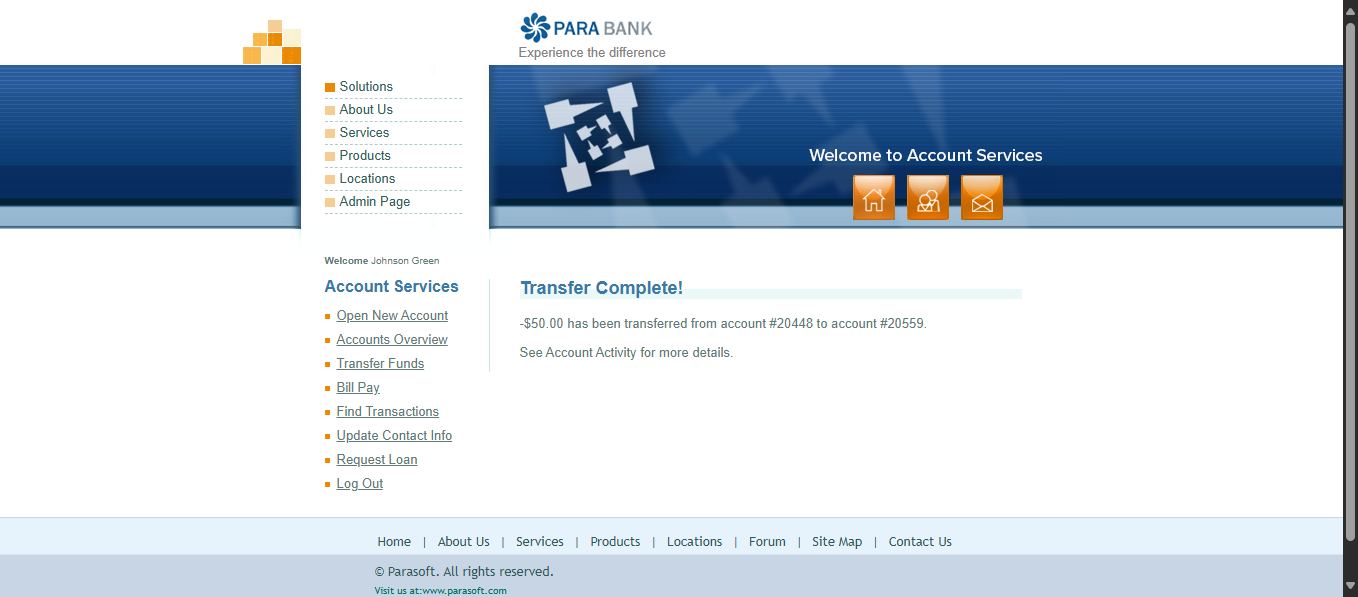 PARA BANK
Experience the difference
Solutions
About Us
Services
Products
Locations
Admin Page
Welcome to Account Services
Welcome Johnson Green
Account Services
Open New Account
Accounts Overview
Transfer Funds
Bill Pay
Find Transactions
Update Contact Info
Request Loan
Log Out
Transfer Complete!
-$50.00 has been transferred from account #20448 to account #20559.
See Account Activity for more details.
Home | About Us | Services | Products | Locations | Forum | Site Map | Contact Us
© Parasoft. All rights reserved.
Visit us at:www.parasoft.com